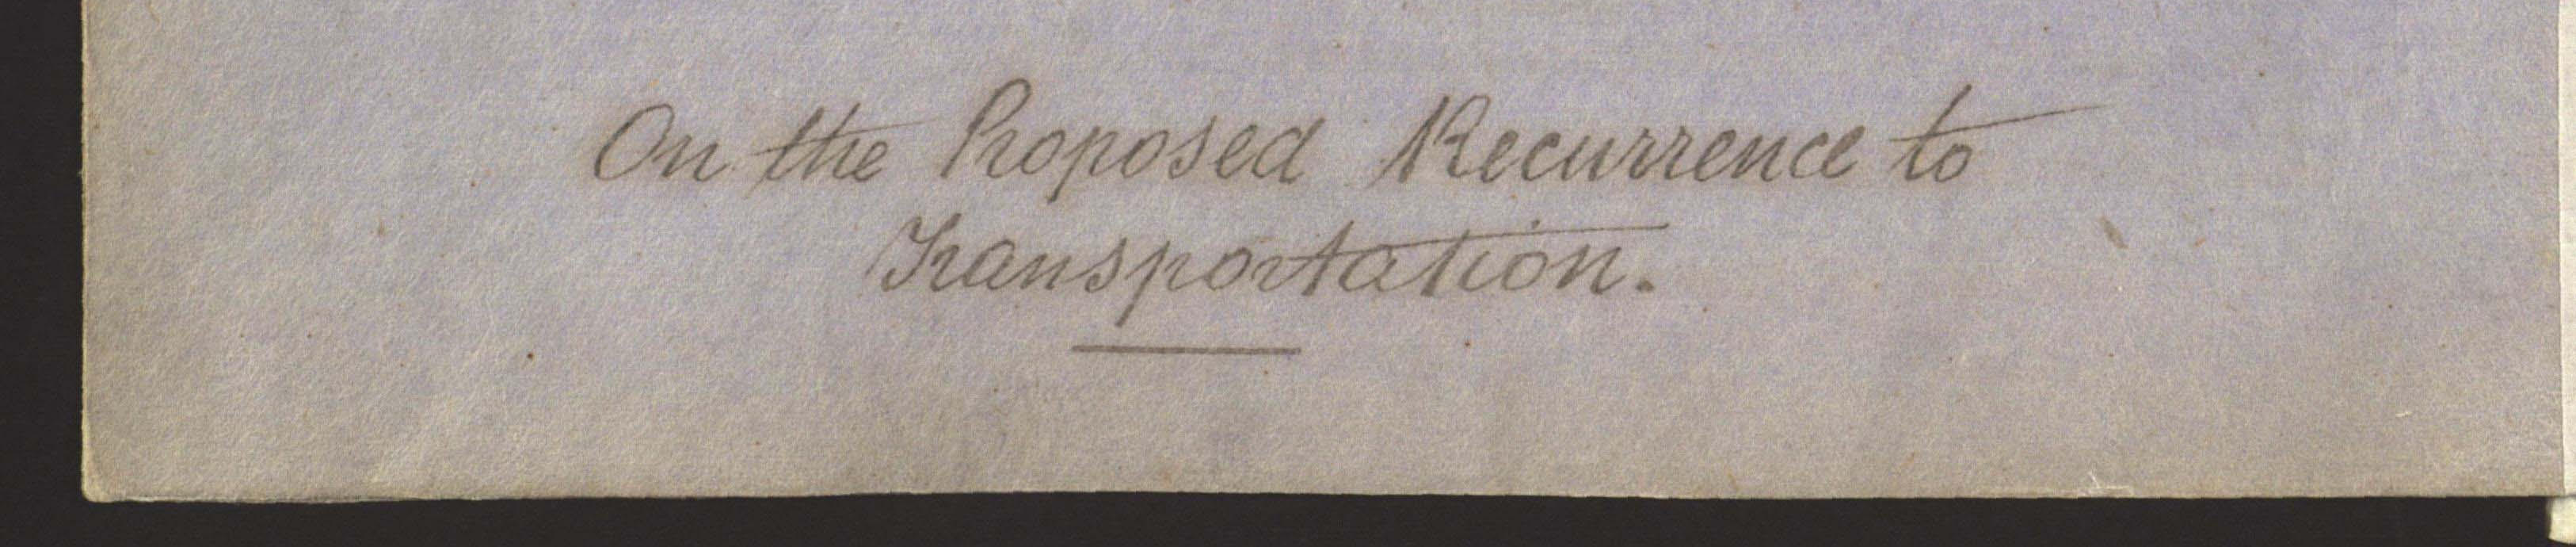 On the Proposed Recurrence to
Transportation.